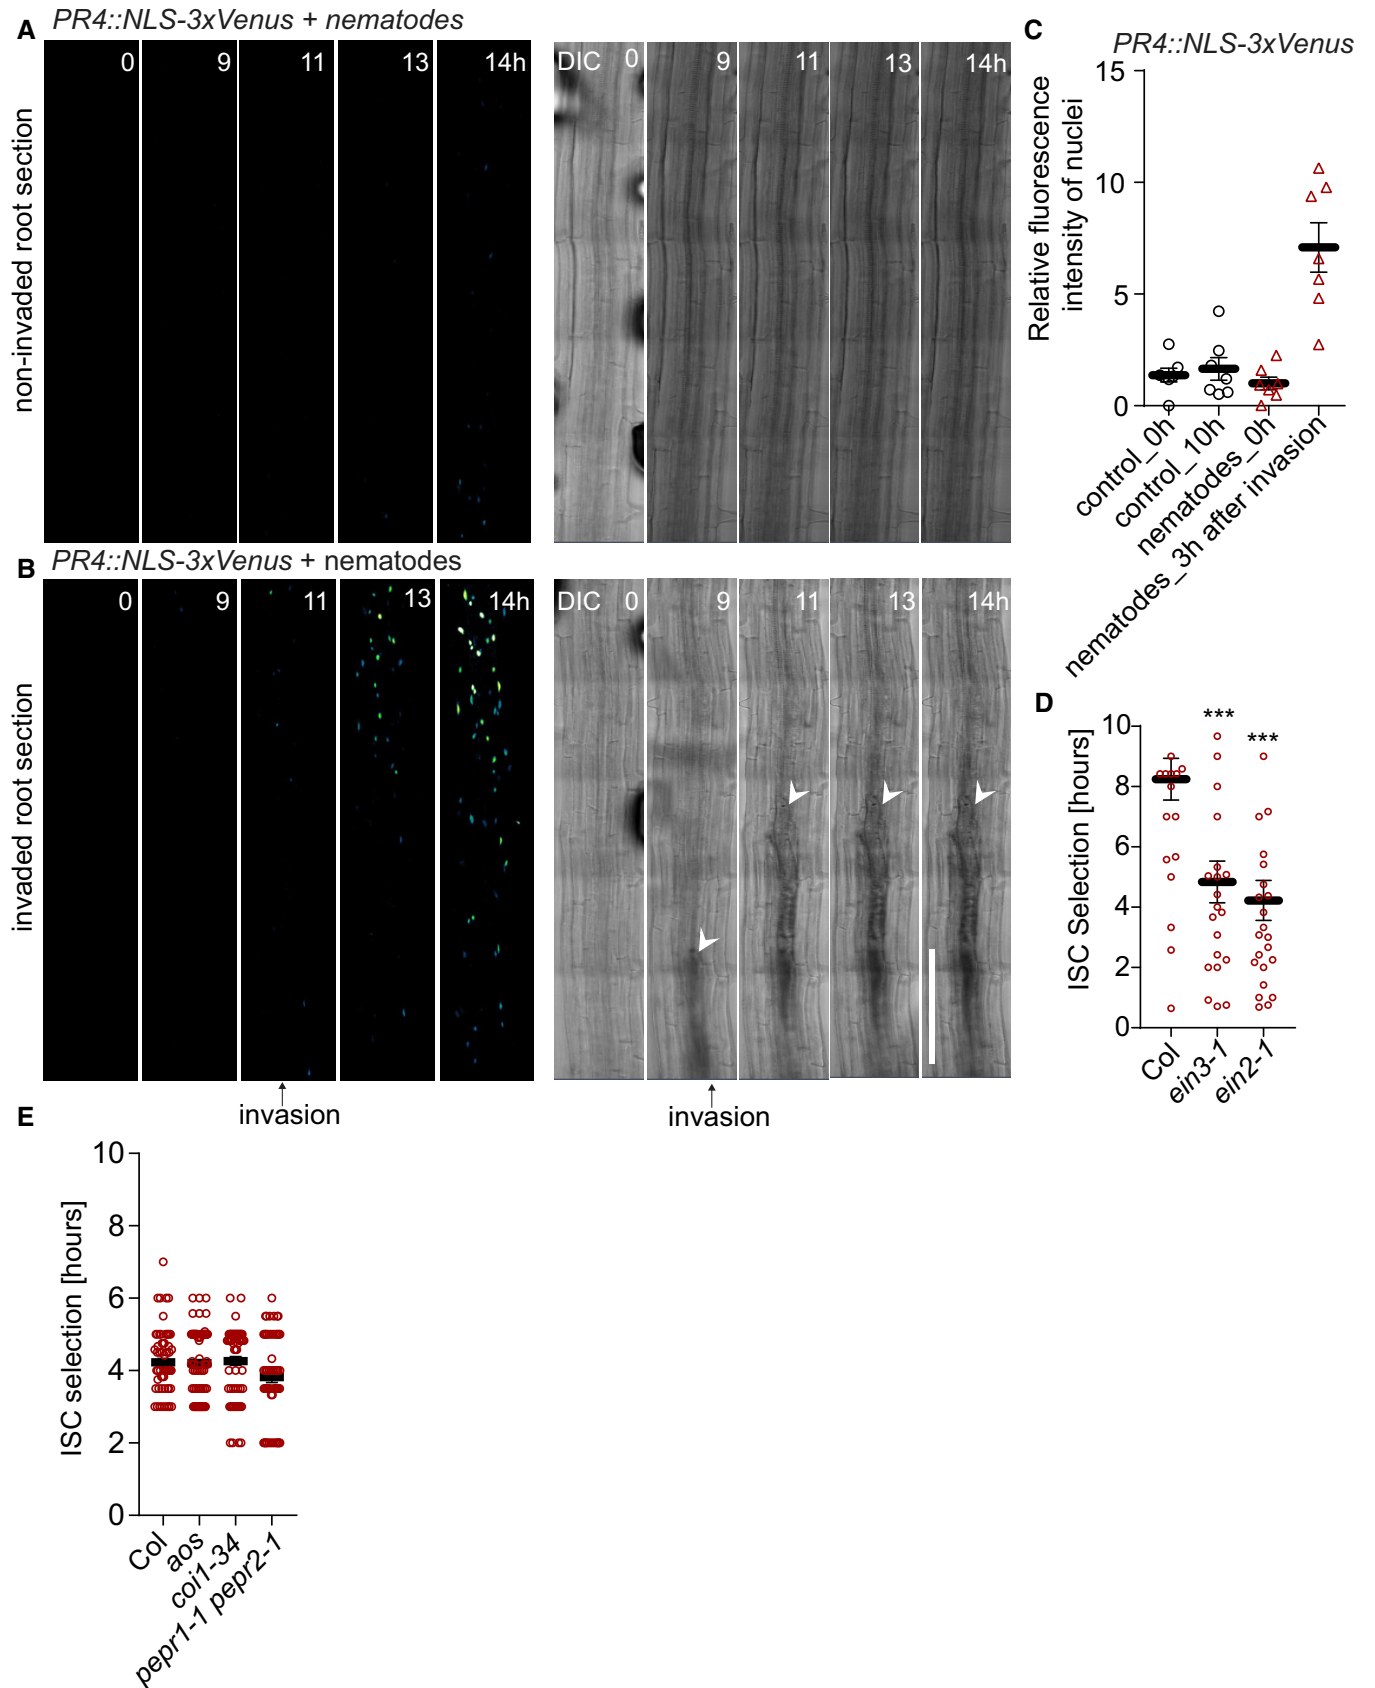 A
PR4::NLS-3xVenus + nematodes
non-invaded root section
0
9
11
13
14h
DIC
0
9
11
13
14h
B
PR4::NLS-3xVenus + nematodes
invaded root section
0
9
11
13
14h
DIC
0
9
11
13
14h
invasion
invasion
C
PR4::NLS-3xVenus
Relative fluorescence
intensity of nuclei
15
10
5
0
control_0h
control_10h
nematodes_0h
nematodes_3h after invasion
D
ISC Selection [hours]
10
8
6
4
2
0
***
***
Col
ein3-1
ein2-1
E
ISC selection [hours]
10
8
6
4
2
0
Col
aos
coi1-34
pepr1-1 pepr2-1